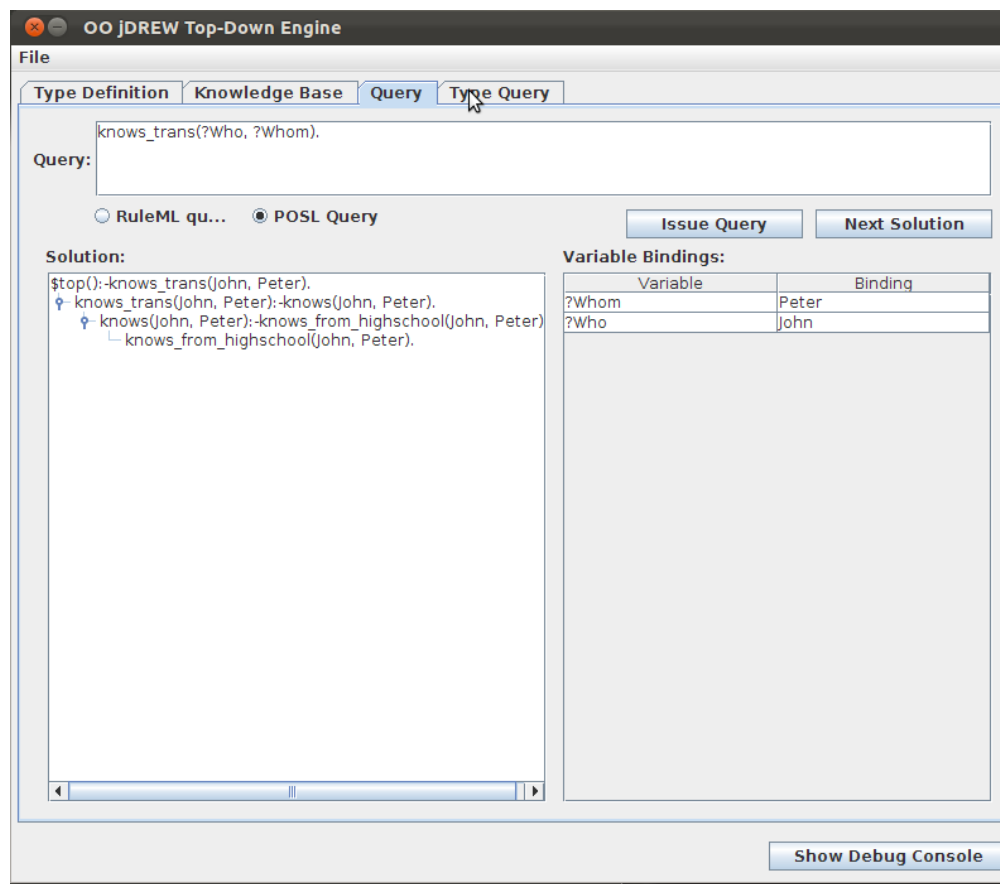 OO jDREW Top-Down Engine
File
Type Definition Knowledge Base Query Type Query
knows_trans(?Who, ?Whom).
Query:
RuleML qu... POSL Query
Issue Query Next Solution
Solution: Variable Bindings:
$top():-knows_trans(John, Peter). Variable Binding
knows_trans(John, Peter):-knows(John, Peter). ?Whom Peter
knows(John, Peter):-knows_from_highschool(John, Peter) ?Who John
knows_from_highschool(John, Peter).
Show Debug Console